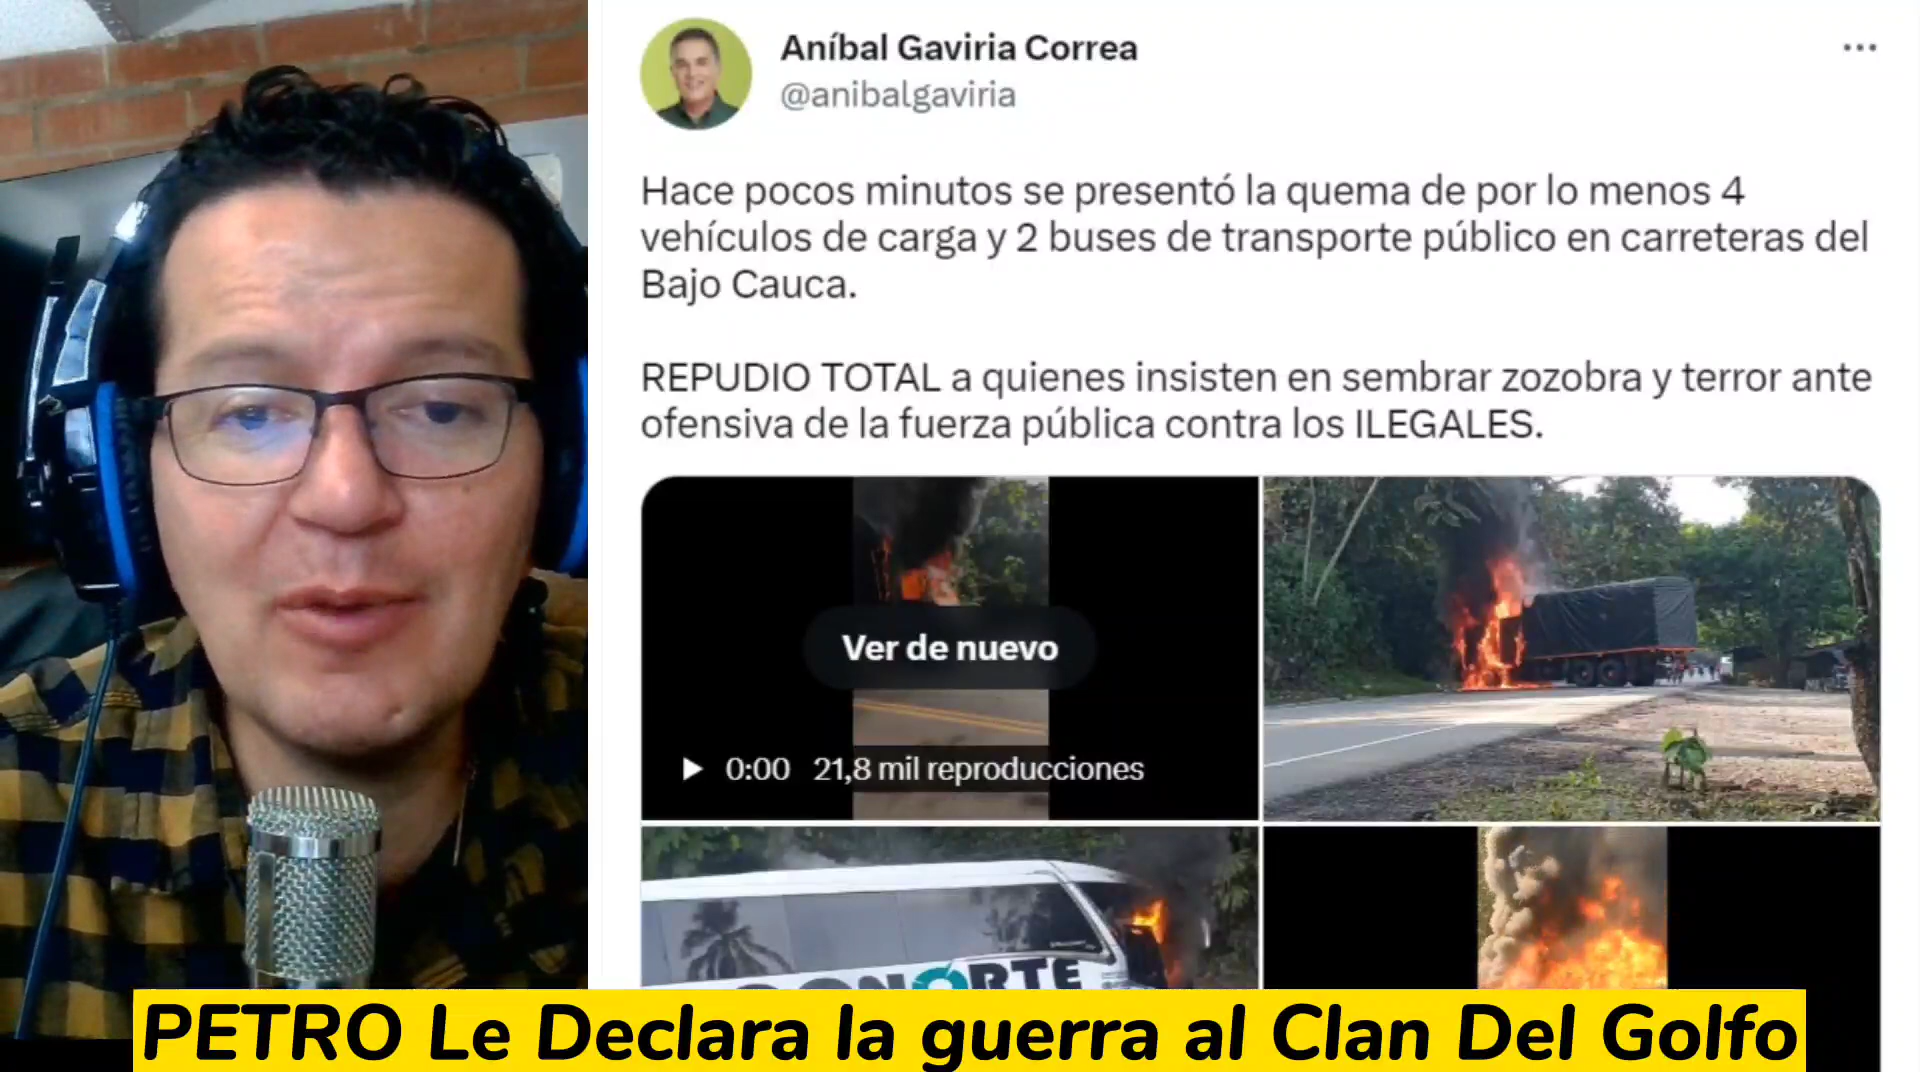 Aníbal Gaviria Correa
@anibalgaviria
Hace pocos minutos se presentó la quema de por lo menos 4
vehículos de carga y 2 buses de transporte público en carreteras del
Bajo Cauca.
REPUDIO TOTAL a quienes insisten en sembrar zozobra y terror ante
ofensiva de la fuerza pública contra los ILEGALES.
Ver de nuevo
0:00 21,8 mil reproducciones
PETRO Le Declara la guerra al Clan Del Golfo